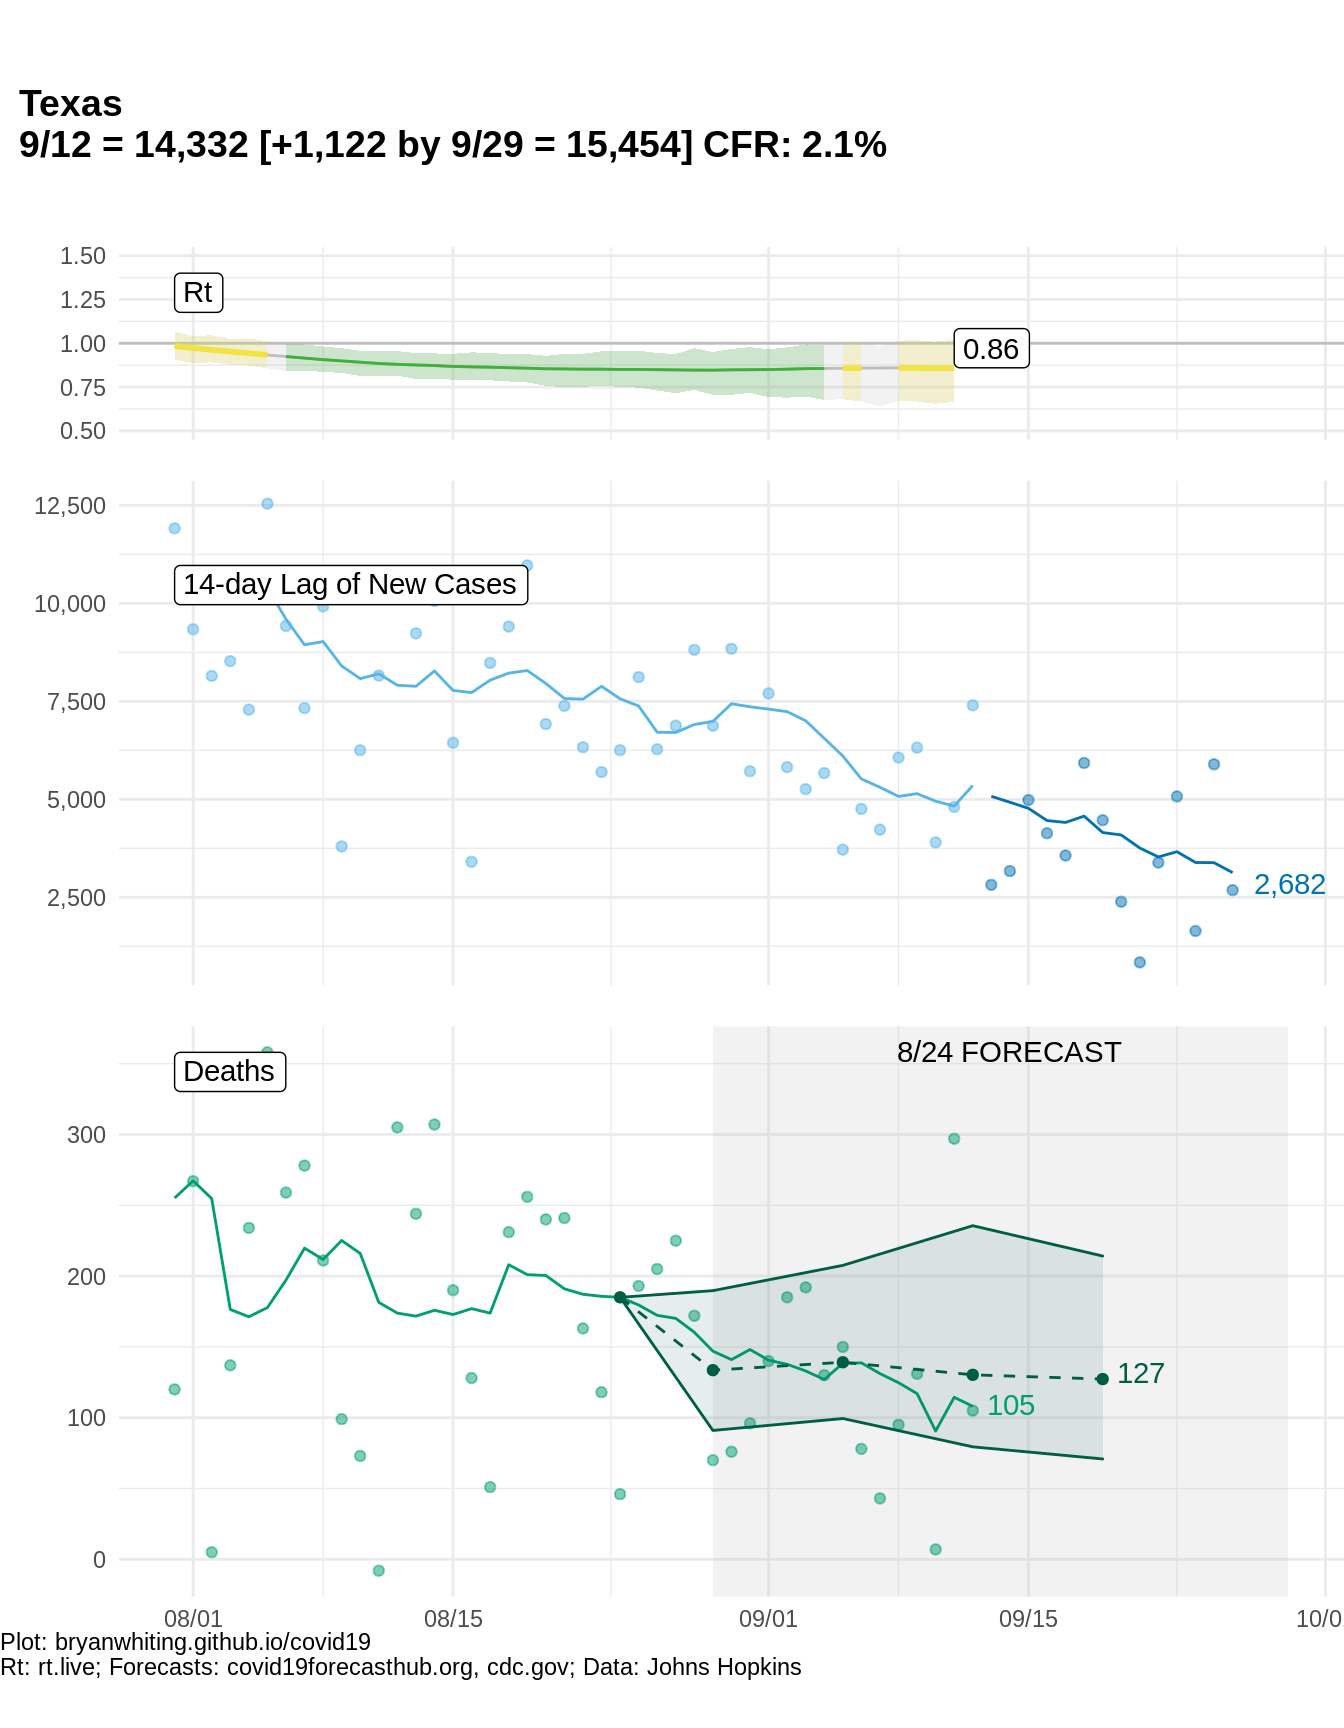 Texas
9/12 = 14,332 [+1,122 by 9/29 = 15,454] CFR: 2.1%
1.50
Rt
1.25
1.00
0.86
0.75
0.50
12,500
14-day Lag of New Cases
10,000
7,500
5,000
2,500
2,682
8/24 FORECAST
Deaths
300
200
127
105
100
0
08/01
08/15
09/01
09/15
10/0
Plot: bryanwhiting.github.io/covid19
Rt: rt.live; Forecasts: covid19forecasthub.org, cdc.gov; Data: Johns Hopkins